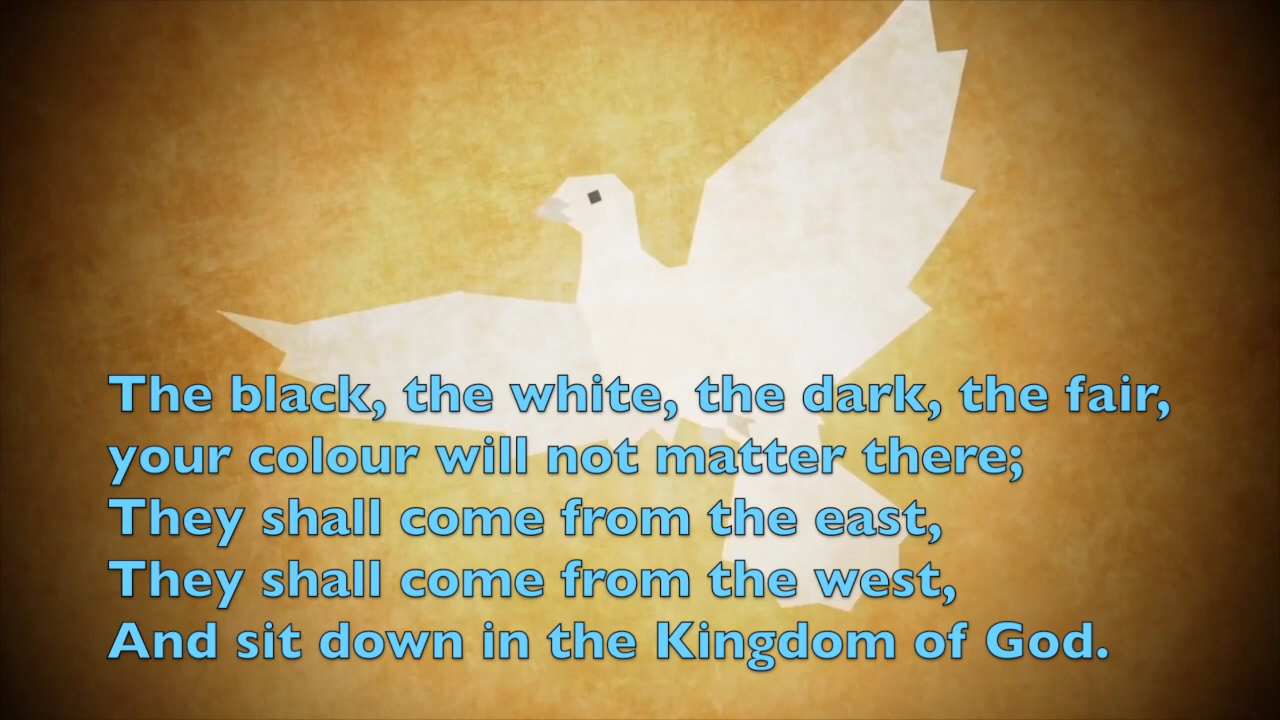 The black, the white, the dark, the fair,
your colour will not matter there;
They shall come from the east,
They shall come from the west,
And sit down in the Kingdom of God.